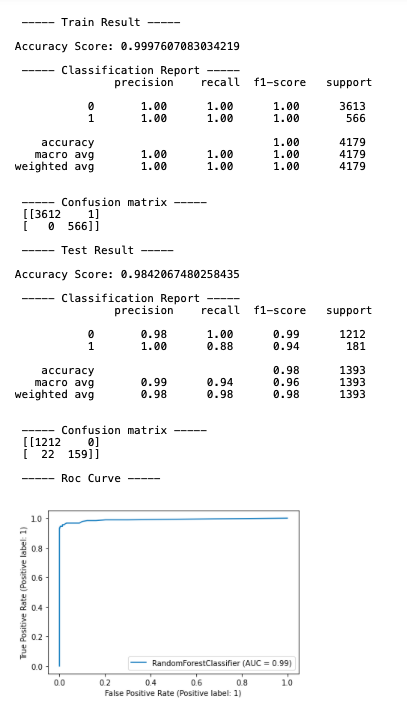 ----- Train Result -----
Accuracy Score: 0.9997607083034219
----- Classification Report -----
precision recall f1-score support
0 1.00 1.00 1.00 3613
1 1.00 1.00 1.00 566
accuracy 1.00 4179
macro avg 1.00 1.00 1.00 4179
weighted avg 1.00 1.00 1.00 4179
----- Confusion matrix -----
[[3612 1]
[ 0 566]]
----- Test Result -----
Accuracy Score: 0.9842067480258435
----- Classification Report -----
precision recall f1-score support
0 0.98 1.00 0.99 1212
1 1.00 0.88 0.94 181
accuracy 0.98 1393
macro avg 0.99 0.94 0.96 1393
weighted avg 0.98 0.98 0.98 1393
----- Confusion matrix -----
[[1212 0]
[ 22 159]]
----- Roc Curve -----
True Positive Rate (Positive label: 1)
1.0
0.8
0.6
0.4
0.2
0.0
RandomForestClassifier (AUC = 0.99)
0.0 0.2 0.4 0.6 0.8 1.0
False Positive Rate (Positive label: 1)